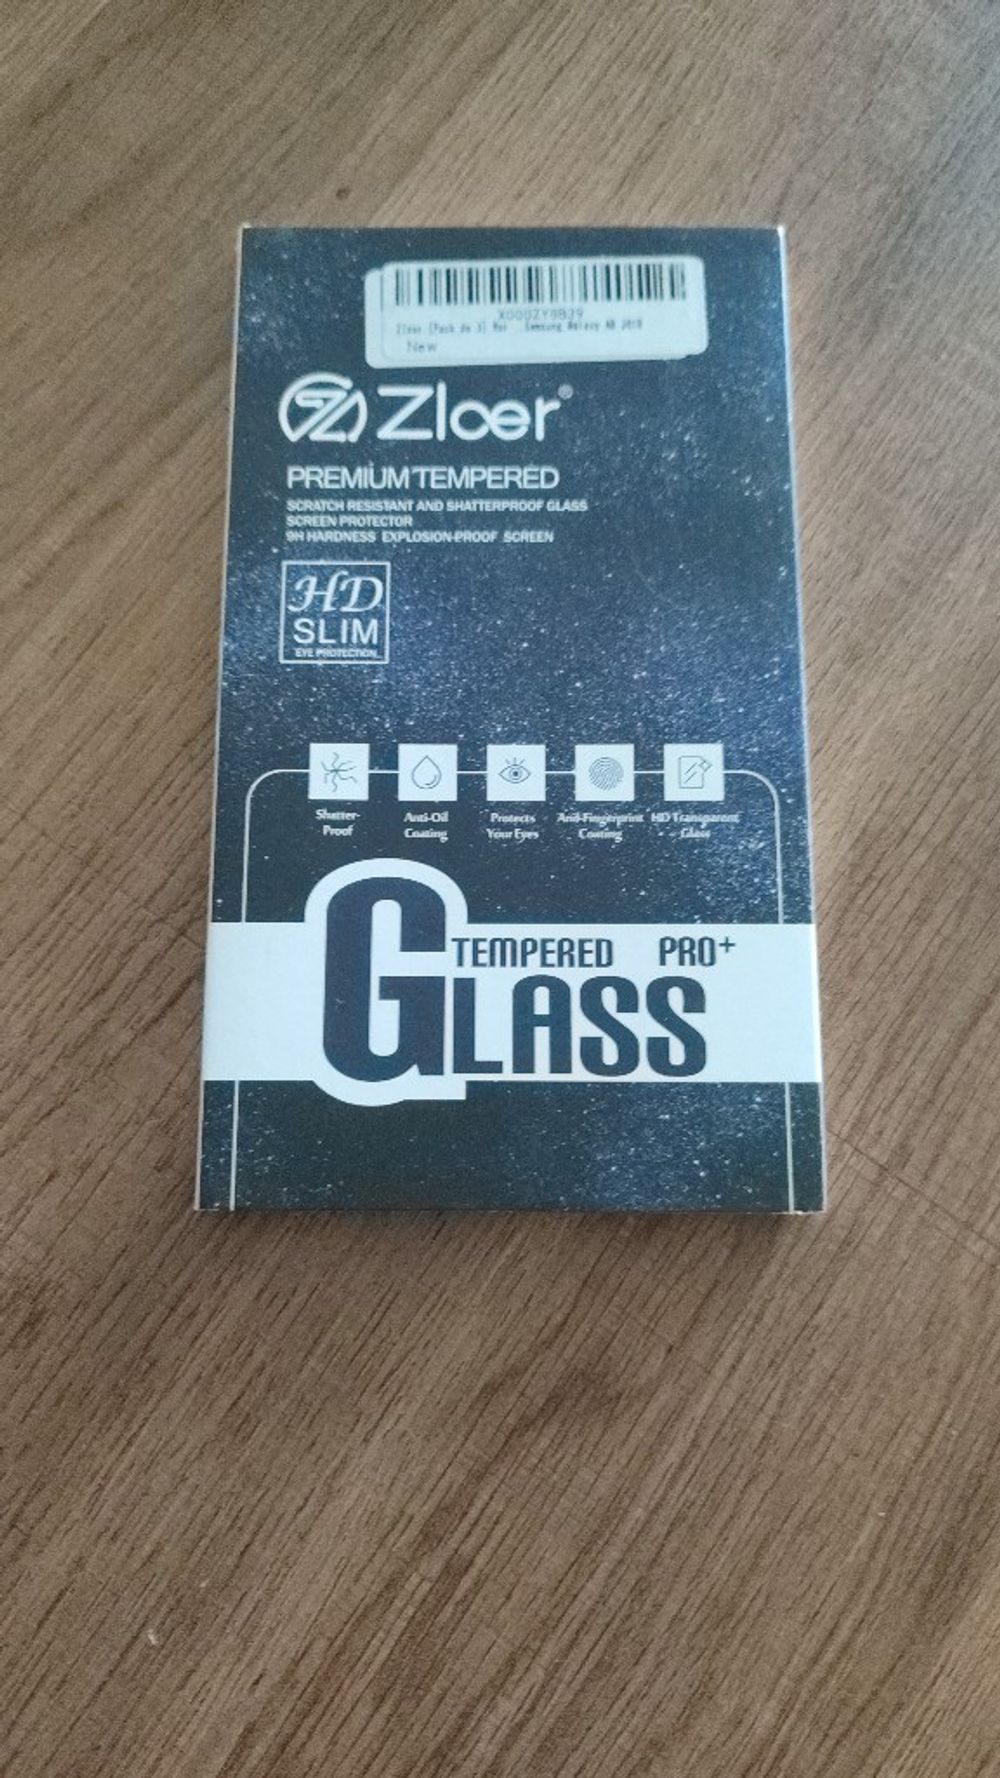 X000ZY9BJ9
New
Zloer®
PREMIUM TEMPERED
SCRATCH RESISTANT AND SHATTERPROOF GLASS
SCREEN PROTECTOR
9H HARDNESS EXPLOSION-PROOF SCREEN
HD
SLIM
EYE PROTECTION
Shatter-
Proof
Anti-Oil
Coating
Protects
Your Eyes
Anti-Fingerprint
Coating
HD Transparent
Glass
TEMPERED PRO+
GLASS